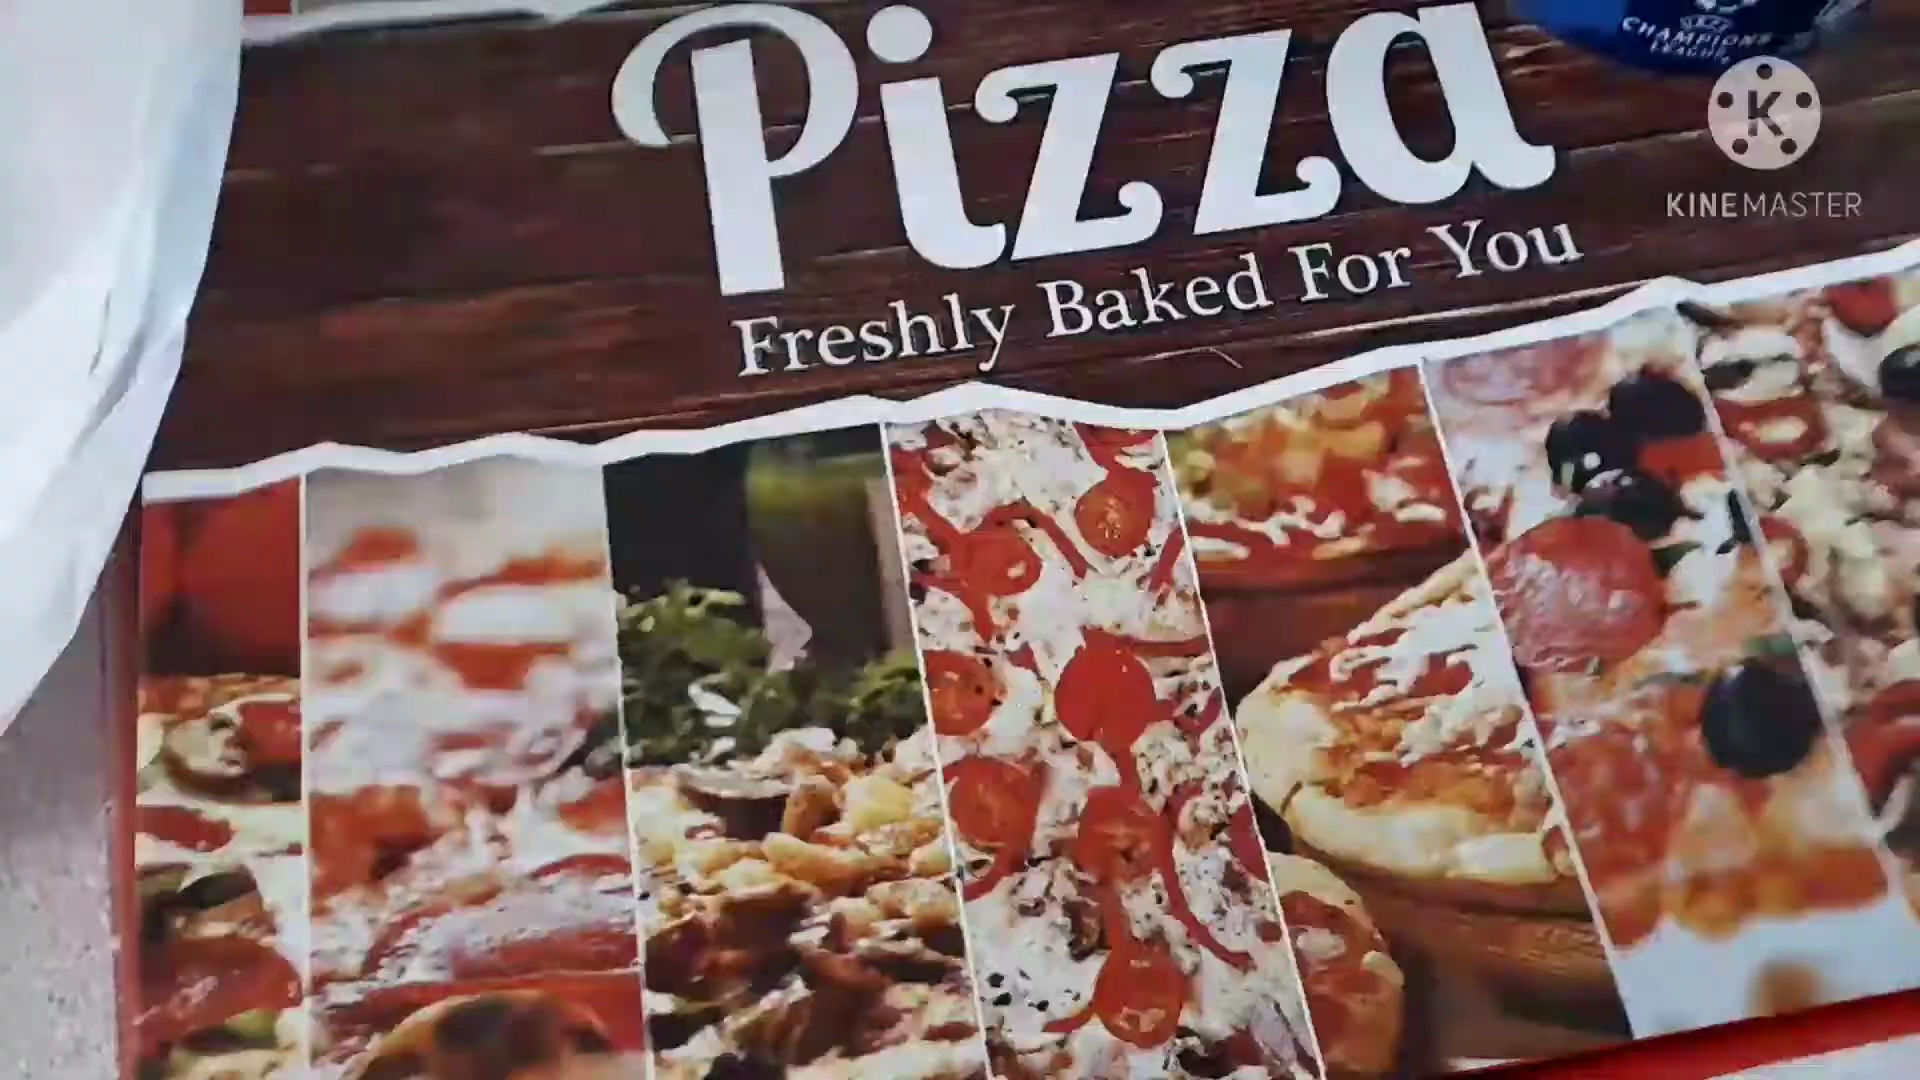 CHAMPIONS
LEAGUE
Pizza
K
KINEMASTER
Freshly Baked For You